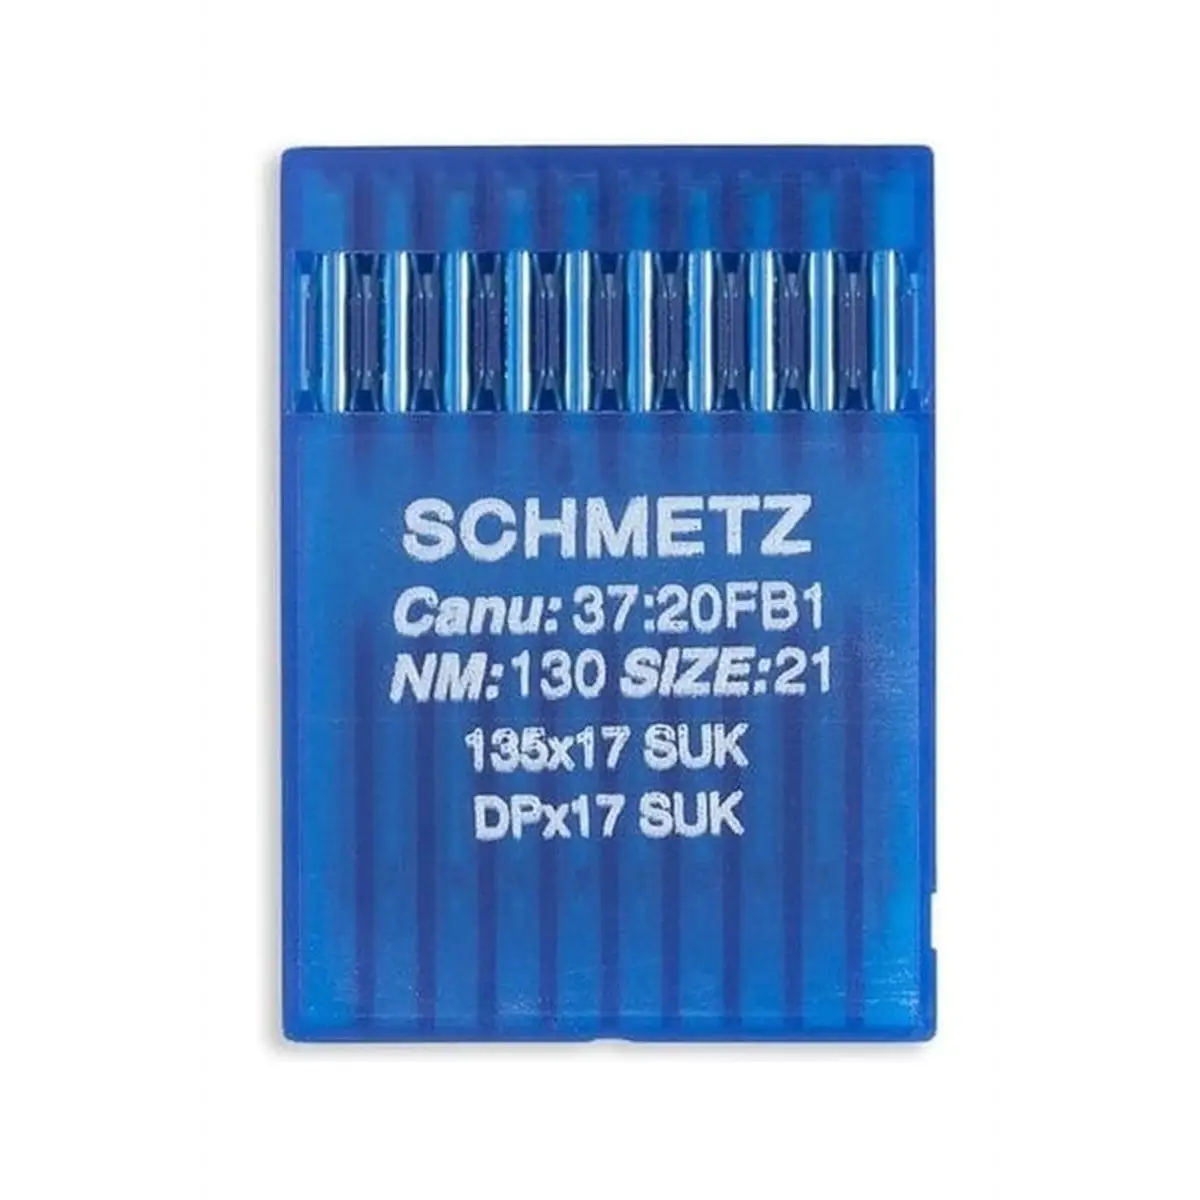 SCHMETZ
Canu: 37:20FB1
NM:130 SIZE:21
135x17 SUK
DPx17 SUK